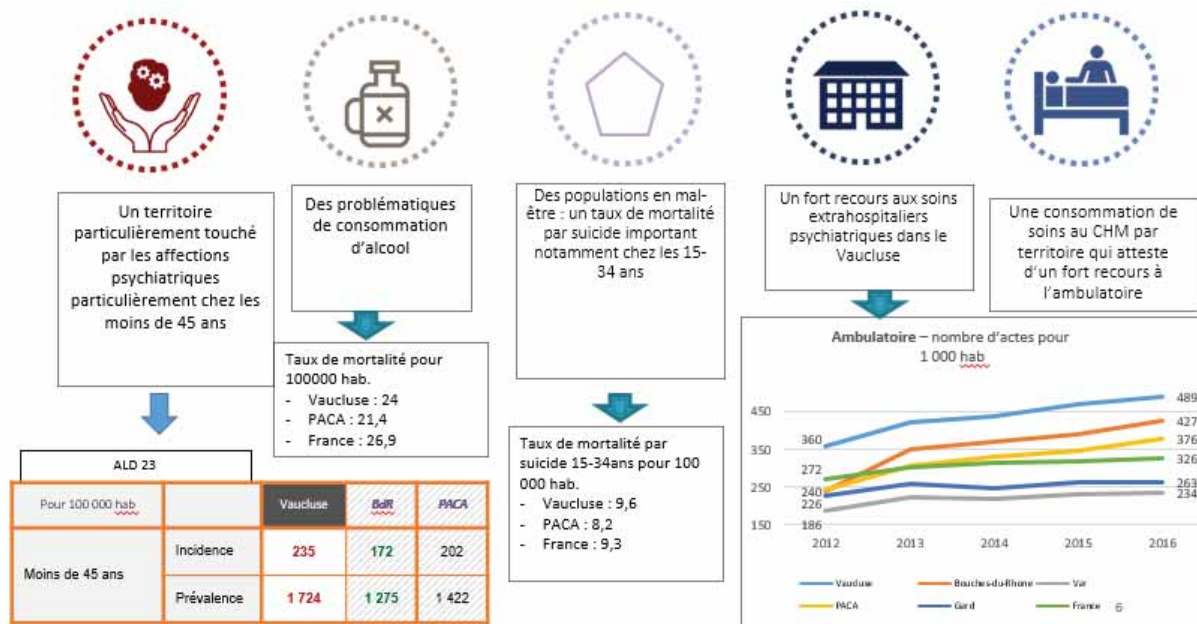 Un territoire
particulièrement touché
par les affections
psychiatriques
particulièrement chez les
moins de 45 ans
Des problématiques
de consommation
d'alcool
Des populations en mal-
être : un taux de mortalité
par suicide important
notamment chez les 15-
34 ans
Un fort recours aux soins
extrahospitaliers
psychiatriques dans le
Vaucluse
Une consommation de
soins au CHM par
territoire qui atteste
d'un fort recours à
l'ambulatoire
Taux de mortalité pour
100000 hab.
- Vaucluse : 24
- PACA : 21,4
- France : 26,9
Taux de mortalité par
suicide 15-34ans pour 100
000 hab.
- Vaucluse : 9,6
- PACA : 8,2
- France : 9,3
ALD 23
Pour 100 000 hab Vaucluse BdR PACA
Moins de 45 ans
Incidence 235 172 202
Prévalence 1 724 1 275 1 422
Ambulatoire – nombre d'actes pour
1 000 hab
450
350
250
150
360
272
240
226
186
489
427
376
326
263
234
2012 2013 2014 2015 2016
Vaucluse Bouches-du-Rhone Var
PACA Gard France 6